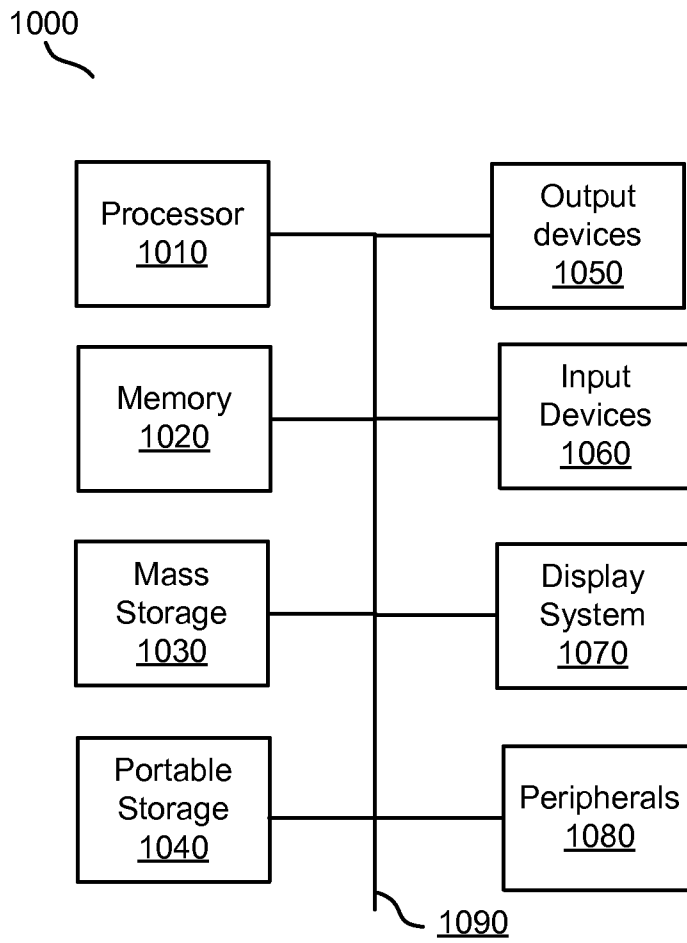 1000
Processor
1010
Output
devices
1050
Memory
1020
Input
Devices
1060
Mass
Storage
1030
Display
System
1070
Portable
Storage
1040
Peripherals
1080
1090